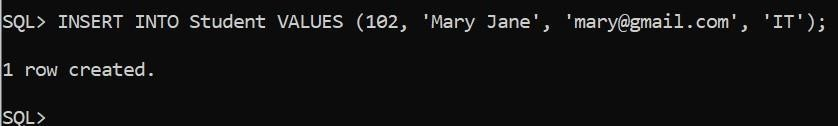 SQL> INSERT INTO Student VALUES (102, 'Mary Jane', 'mary@gmail.com', 'IT');
1 row created.
SQL>